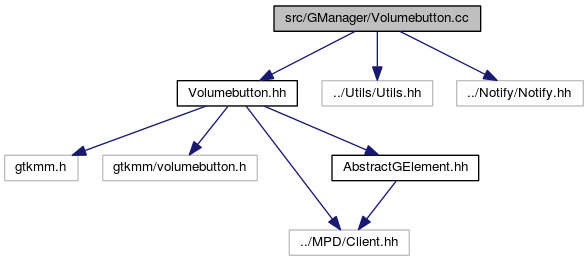 src/GManager/Volumebutton.cc
Volumebutton.hh
../Utils/Utils.hh
../Notify/Notify.hh
gtkmm.h
gtkmm/volumebutton.h
AbstractGElement.hh
../MPD/Client.hh